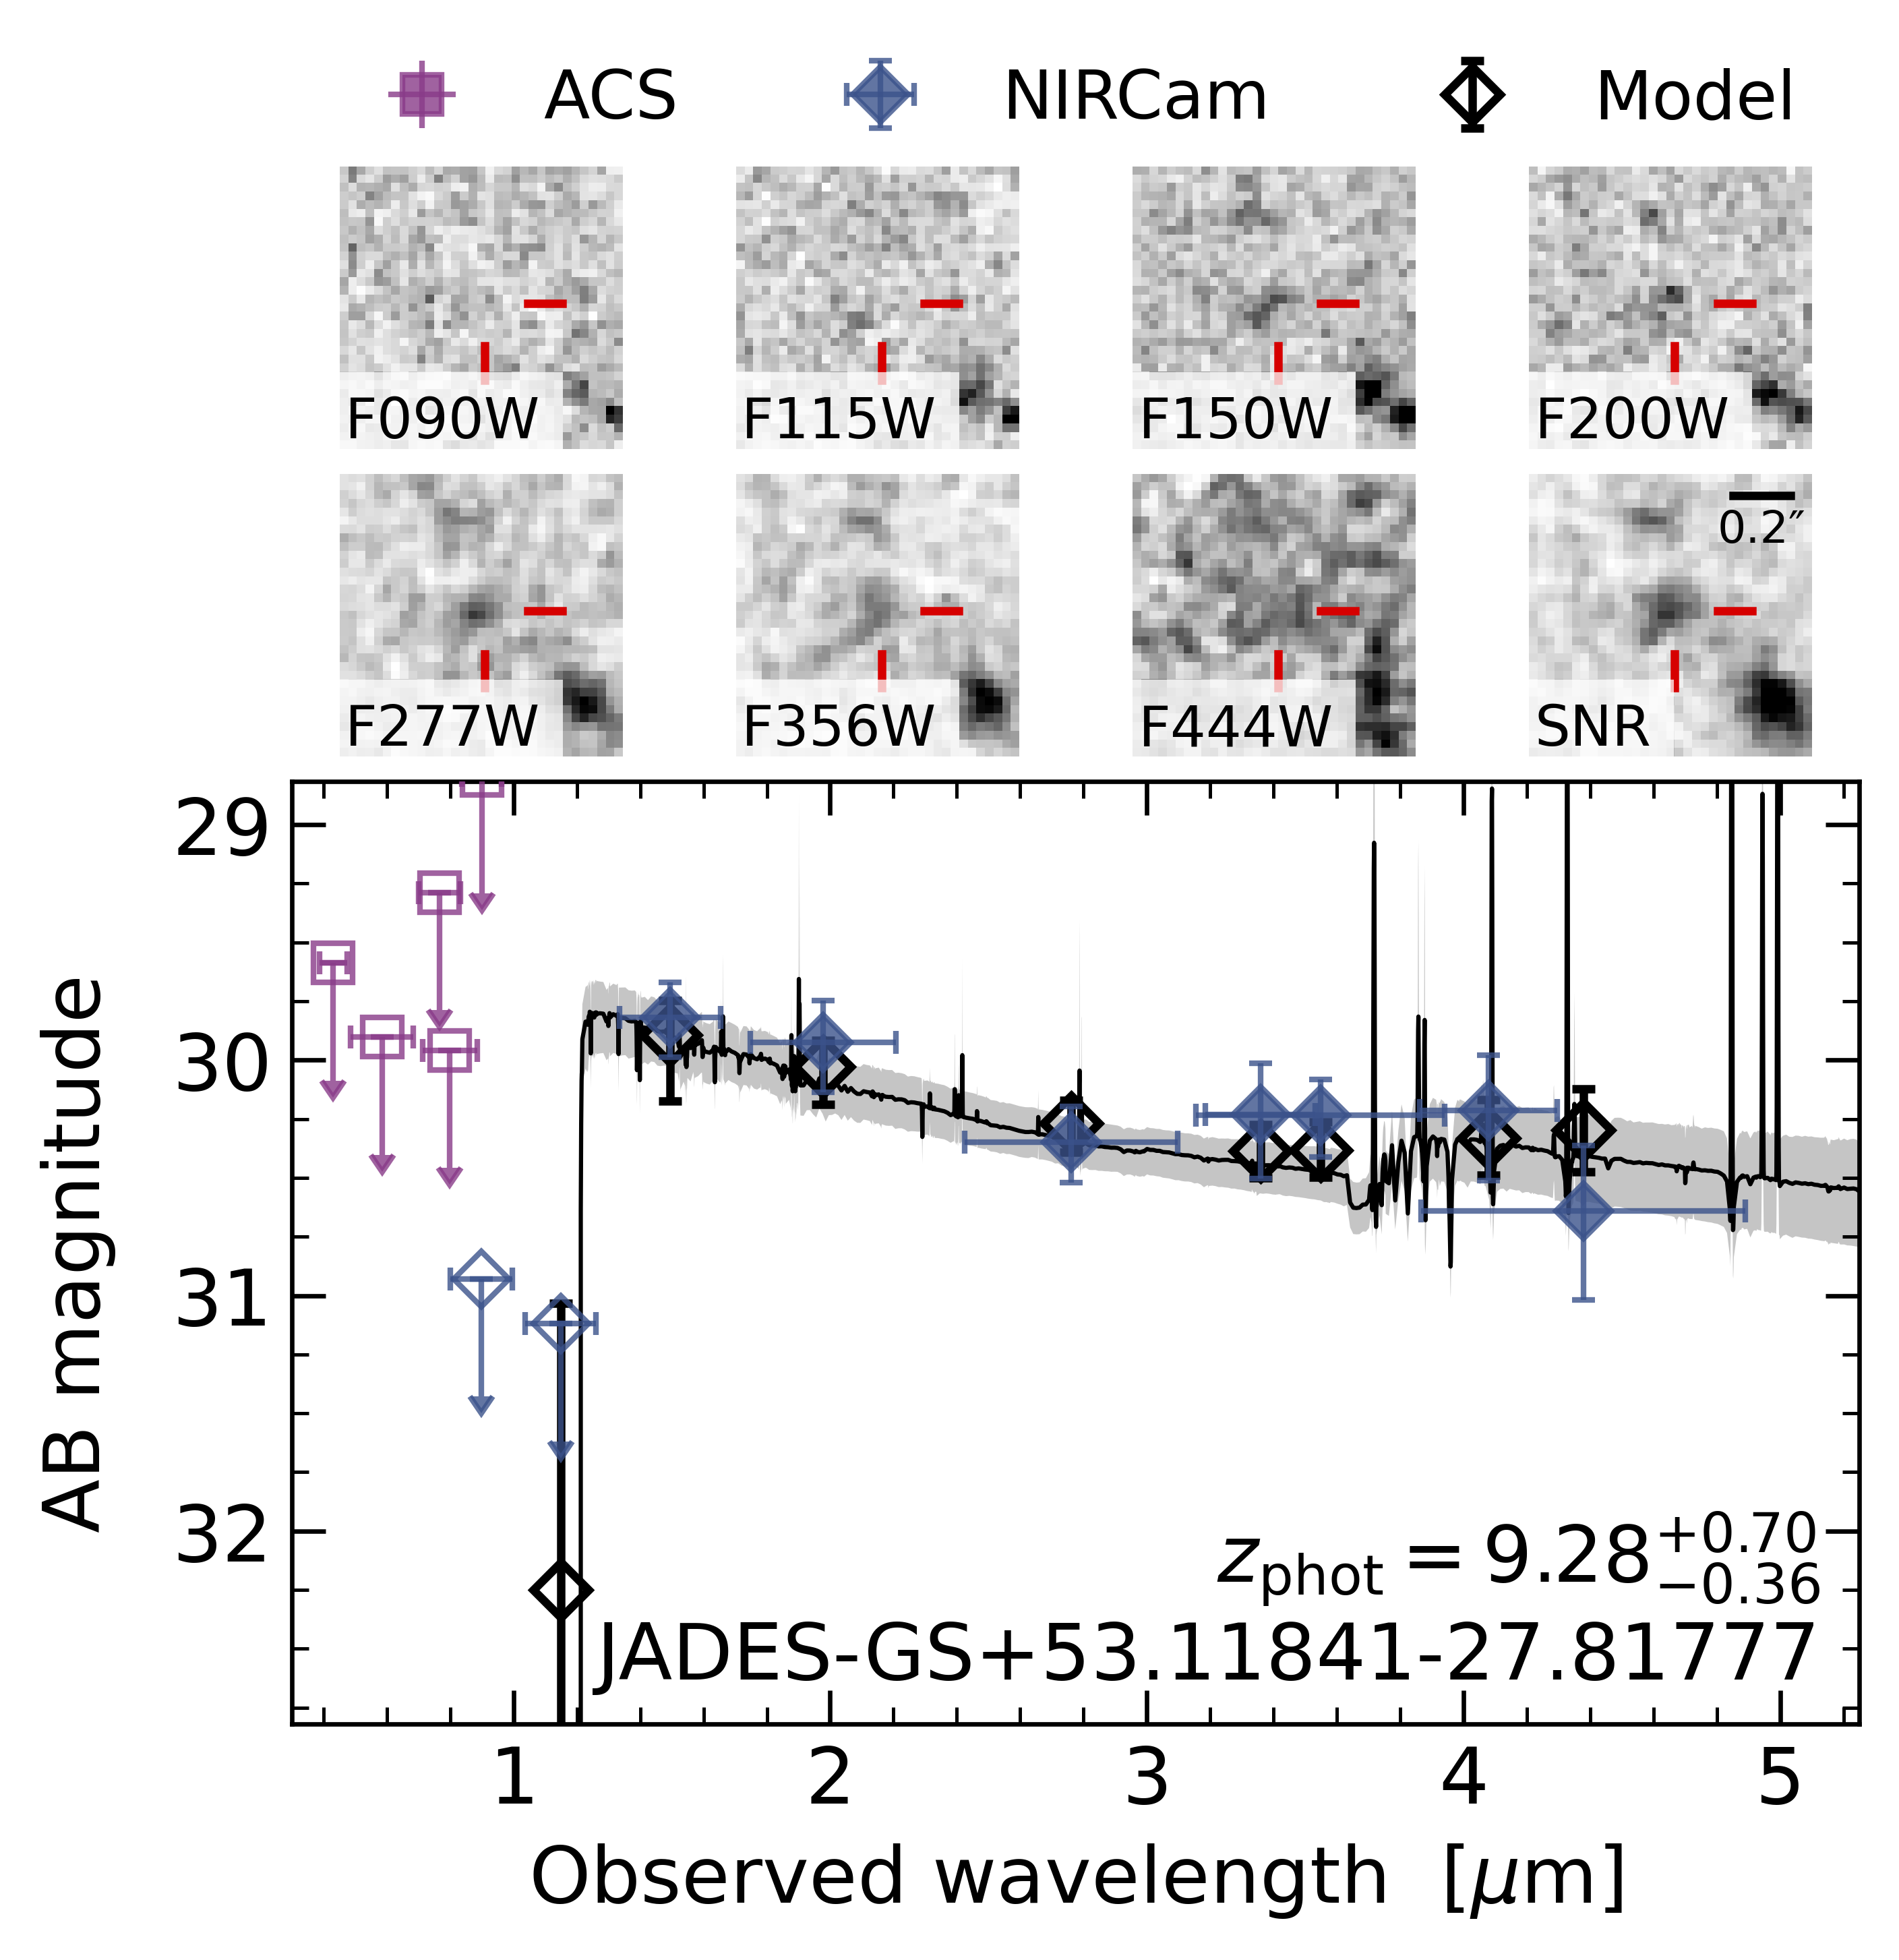 ACS NIRCam Model
F090W F115W F150W F200W
0.2″
F277W F356W F444W SNR
29
30
31
32
AB magnitude
z_phot = 9.28 +0.70 −0.36
JADES-GS+53.11841-27.81777
1 2 3 4 5
Observed wavelength [μm]